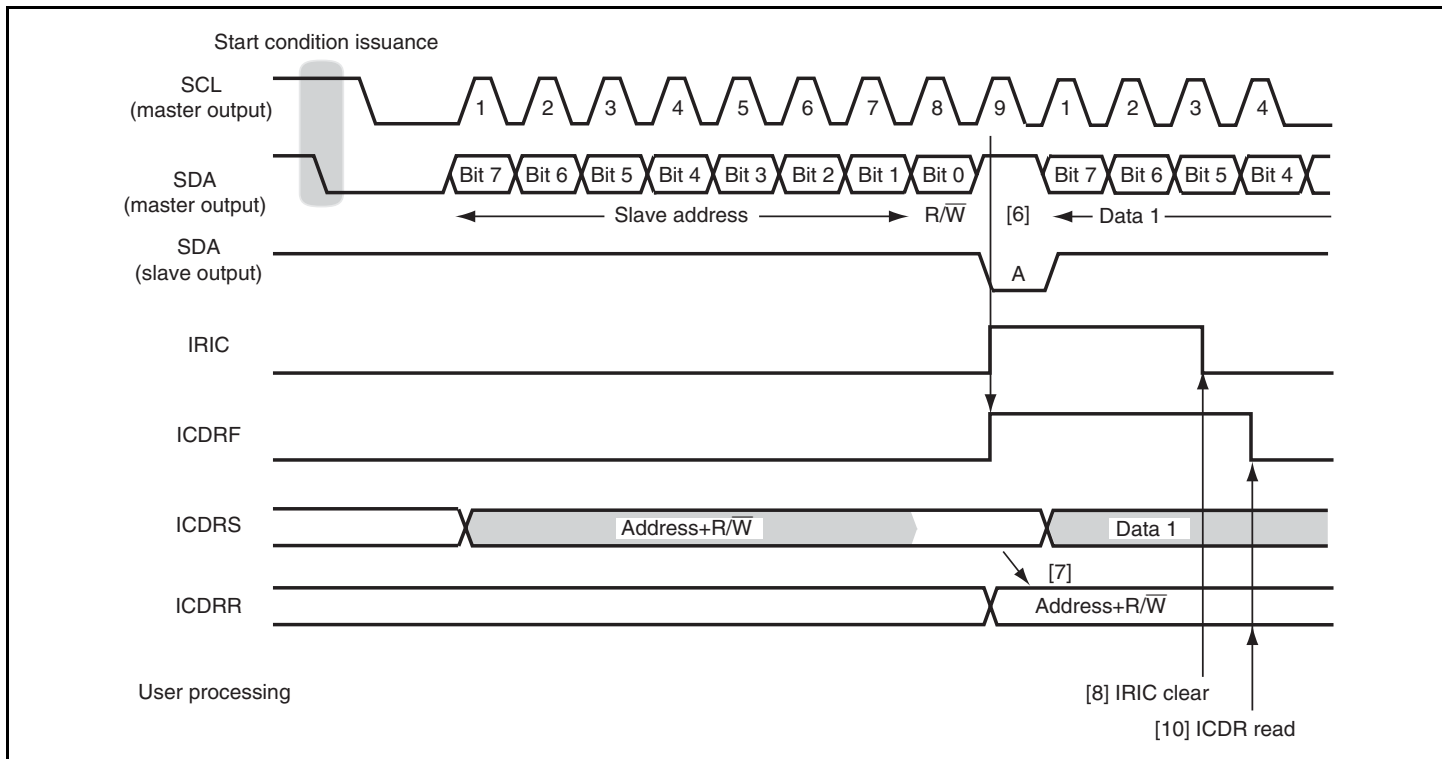 Start condition issuance
SCL
(master output)
1 2 3 4 5 6 7 8 9 1 2 3 4
SDA
(master output)
Bit 7 Bit 6 Bit 5 Bit 4 Bit 3 Bit 2 Bit 1 Bit 0 Bit 7 Bit 6 Bit 5 Bit 4
Slave address R/W̅ [6] Data 1
SDA
(slave output)
A
IRIC
ICDRF
ICDRS
Address+R/W̅ Data 1
[7]
ICDRR
Address+R/W̅
User processing
[8] IRIC clear
[10] ICDR read